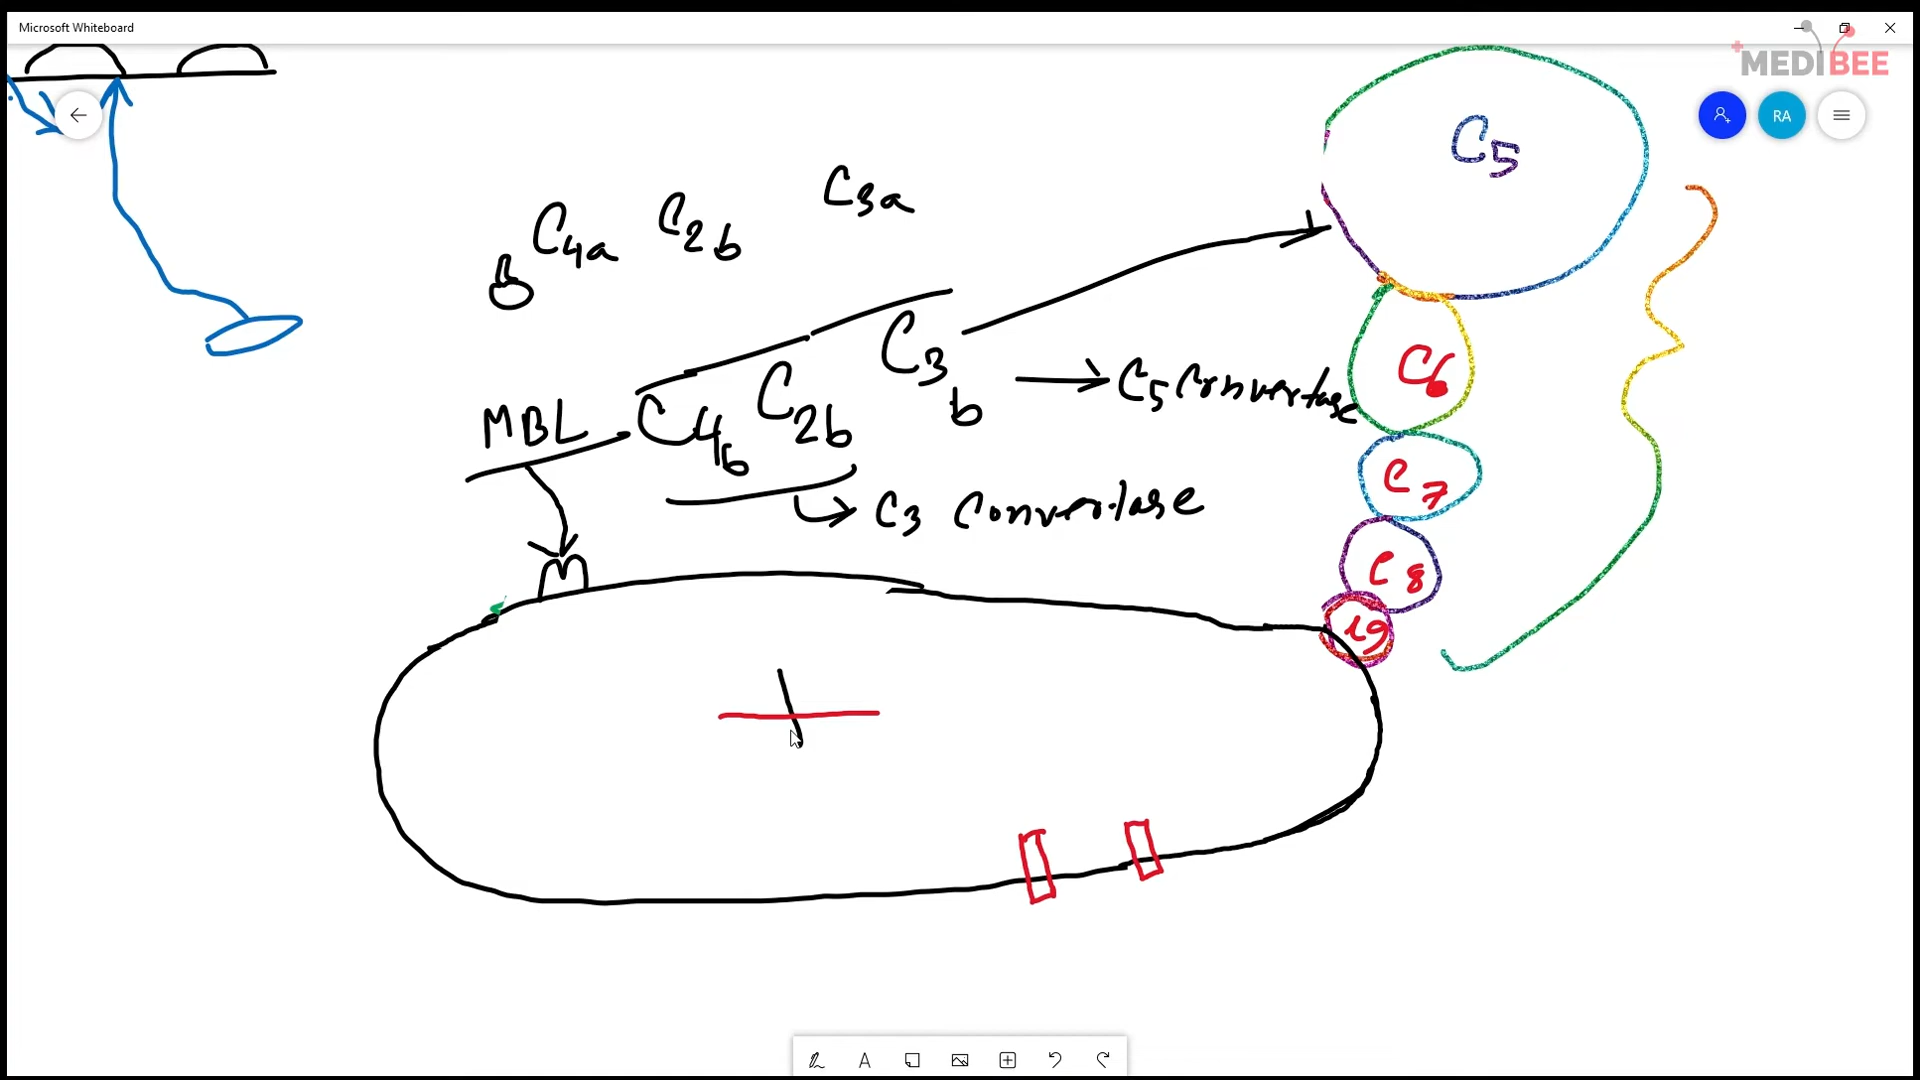 Microsoft Whiteboard
MEDIBEE
RA
C5
C4a C2b C3a
C3b → C5 Convertase
C6
MBL C4b C2b
C7
C3 Convertase
C8
M
C9
A